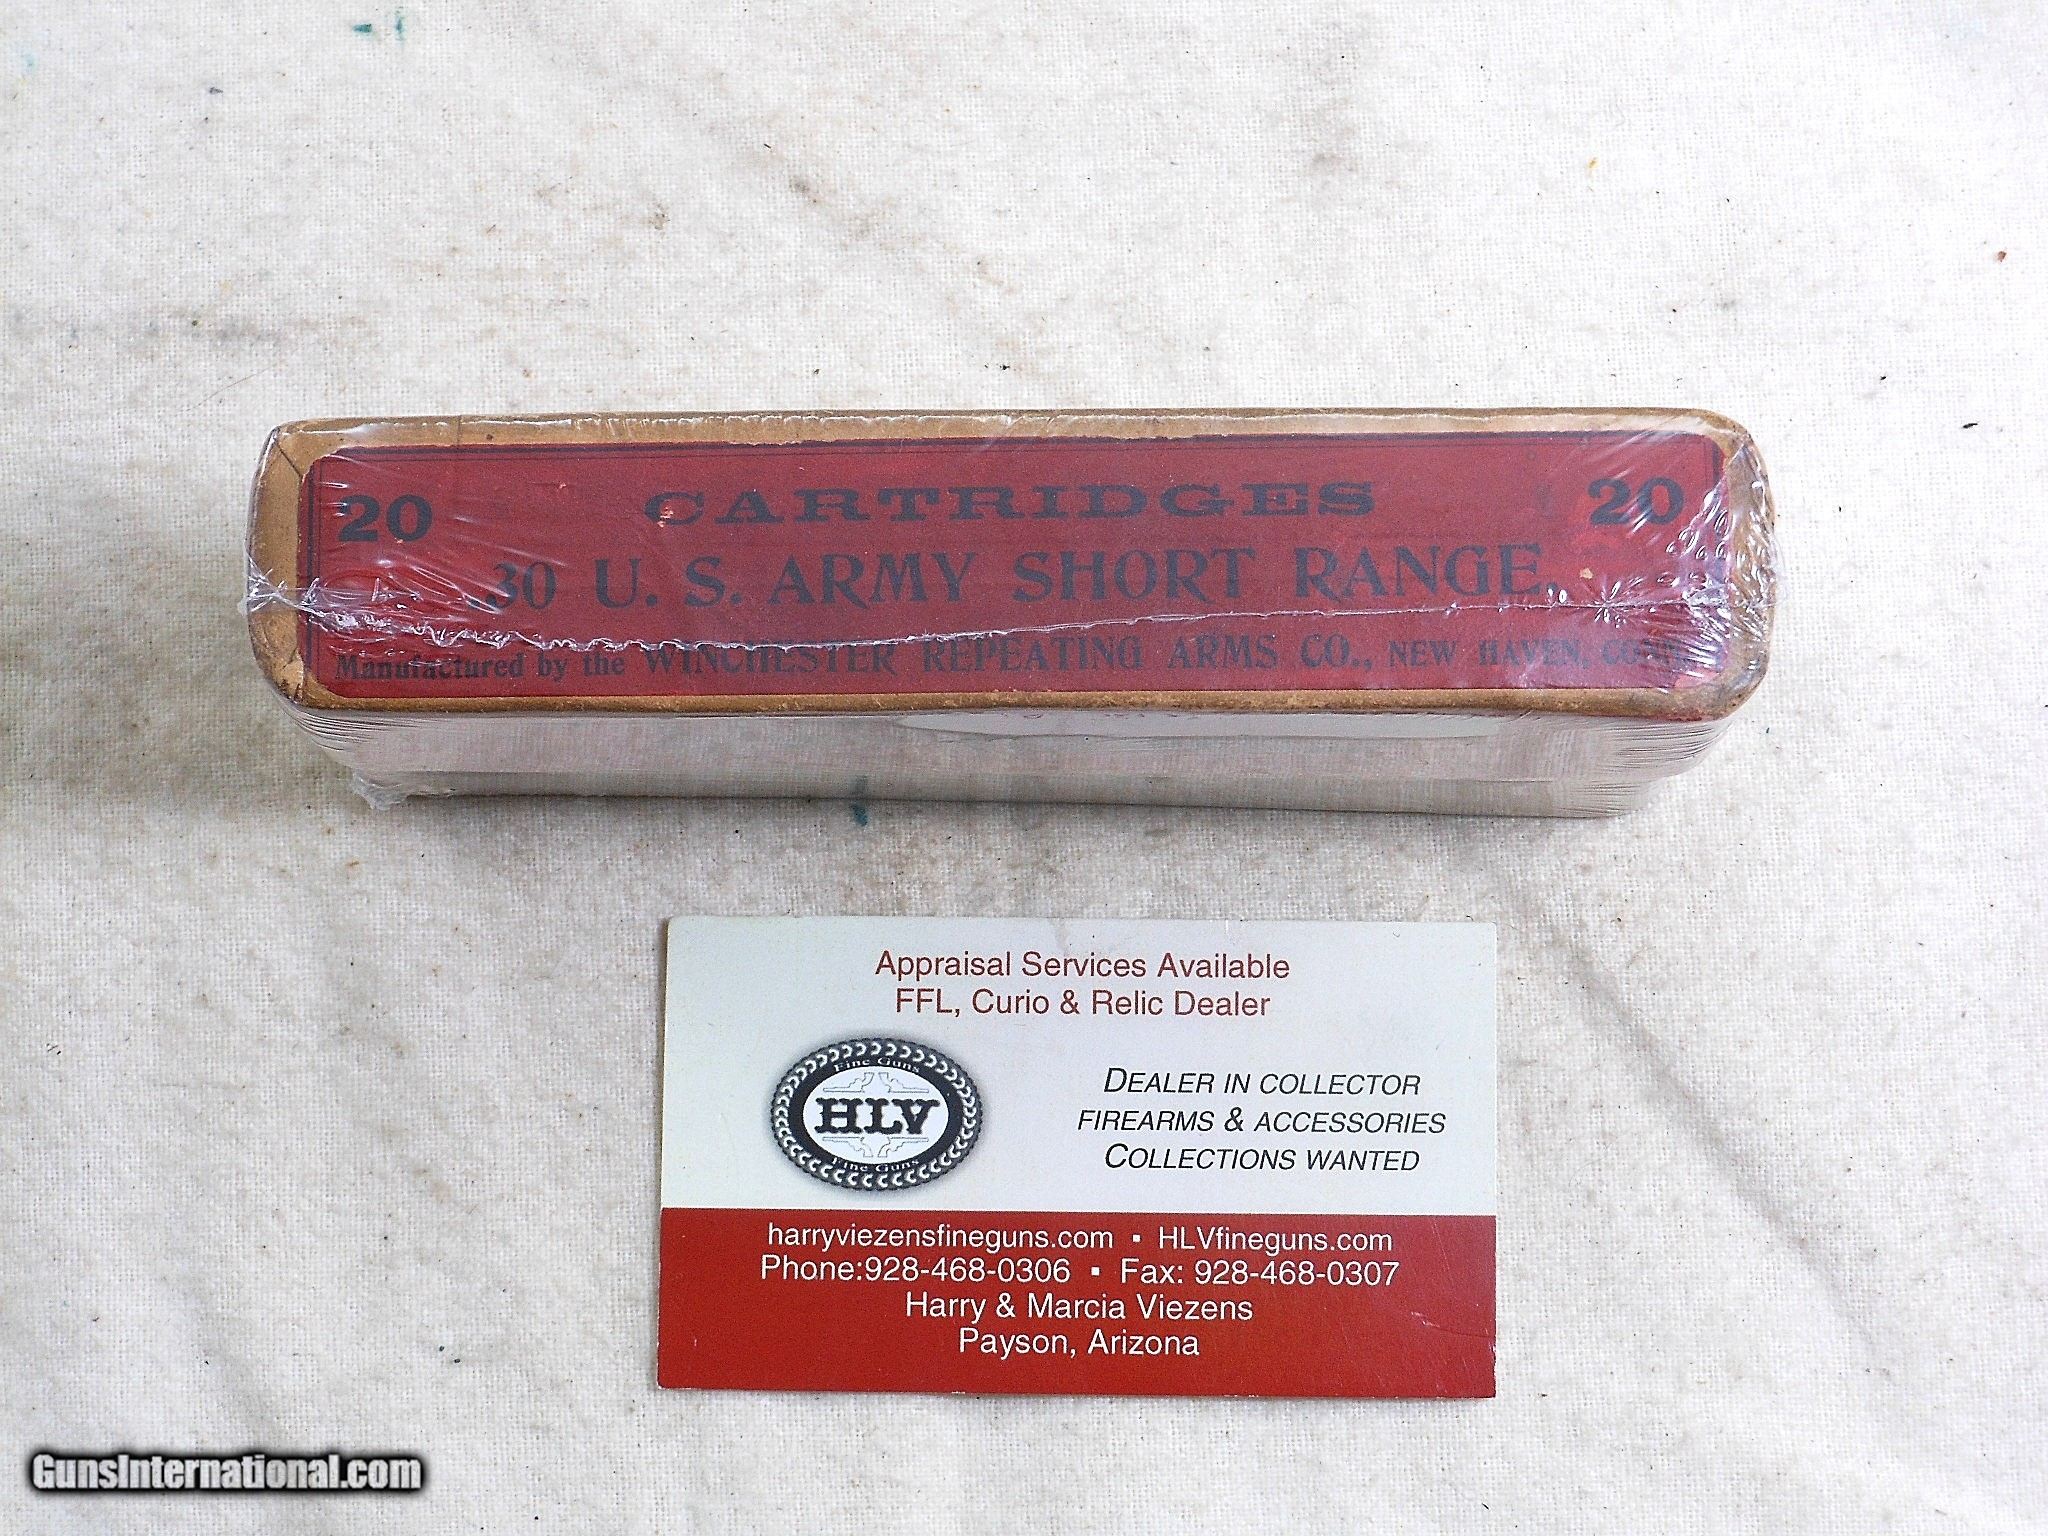 20 CARTRIDGES 20
.30 U. S. ARMY SHORT RANGE.
Manufactured by the WINCHESTER REPEATING ARMS CO., NEW HAVEN, CONN.
Appraisal Services Available
FFL, Curio & Relic Dealer
Fine Guns
HLV
Fine Guns
DEALER IN COLLECTOR
FIREARMS & ACCESSORIES
COLLECTIONS WANTED
harryviezensfineguns.com ▪ HLVfineguns.com
Phone:928-468-0306 ▪ Fax: 928-468-0307
Harry & Marcia Viezens
Payson, Arizona
GunsInternational.com